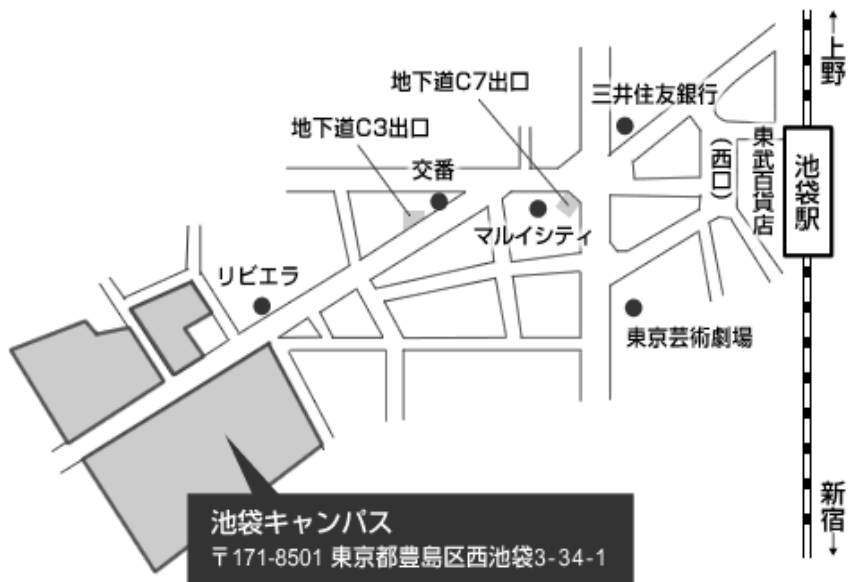 ↑上野
地下道C7出口
三井住友銀行
地下道C3出口
東武百貨店
(西口)
池袋駅
交番
マルイシティ
リビエラ
東京芸術劇場
新宿↓
池袋キャンパス
〒171-8501 東京都豊島区西池袋3-34-1